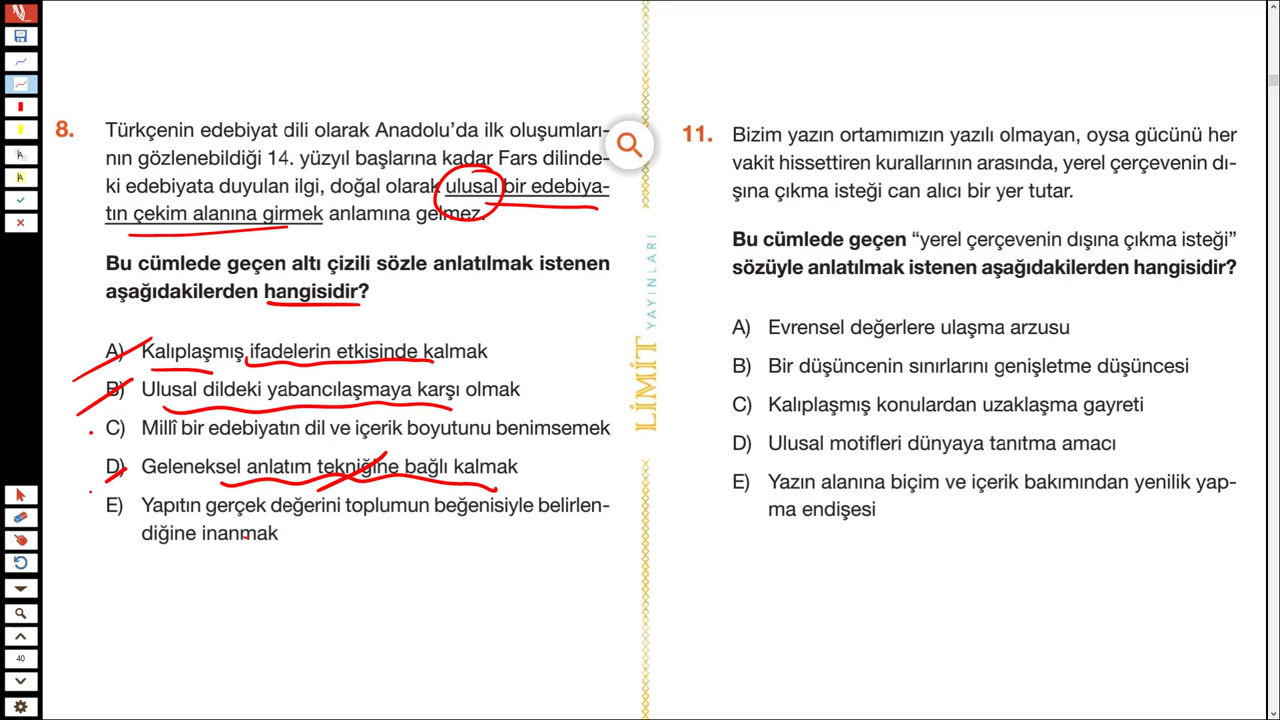 8.
Türkçenin edebiyat dili olarak Anadolu'da ilk oluşumları-
nın gözlenebildiği 14. yüzyıl başlarına kadar Fars dilinde-
ki edebiyata duyulan ilgi, doğal olarak ulusal bir edebiya-
tın çekim alanına girmek anlamına gelmez.
Bu cümlede geçen altı çizili sözle anlatılmak istenen
aşağıdakilerden hangisidir?
A) Kalıplaşmış ifadelerin etkisinde kalmak
B) Ulusal dildeki yabancılaşmaya karşı olmak
C) Millî bir edebiyatın dil ve içerik boyutunu benimsemek
D) Geleneksel anlatım tekniğine bağlı kalmak
E) Yapıtın gerçek değerini toplumun beğenisiyle belirlen-
diğine inanmak
LİMİT YAYINLARI
11.
Bizim yazın ortamımızın yazılı olmayan, oysa gücünü her
vakit hissettiren kurallarının arasında, yerel çerçevenin dı-
şına çıkma isteği can alıcı bir yer tutar.
Bu cümlede geçen "yerel çerçevenin dışına çıkma isteği"
sözüyle anlatılmak istenen aşağıdakilerden hangisidir?
A) Evrensel değerlere ulaşma arzusu
B) Bir düşüncenin sınırlarını genişletme düşüncesi
C) Kalıplaşmış konulardan uzaklaşma gayreti
D) Ulusal motifleri dünyaya tanıtma amacı
E) Yazın alanına biçim ve içerik bakımından yenilik yap-
ma endişesi
40